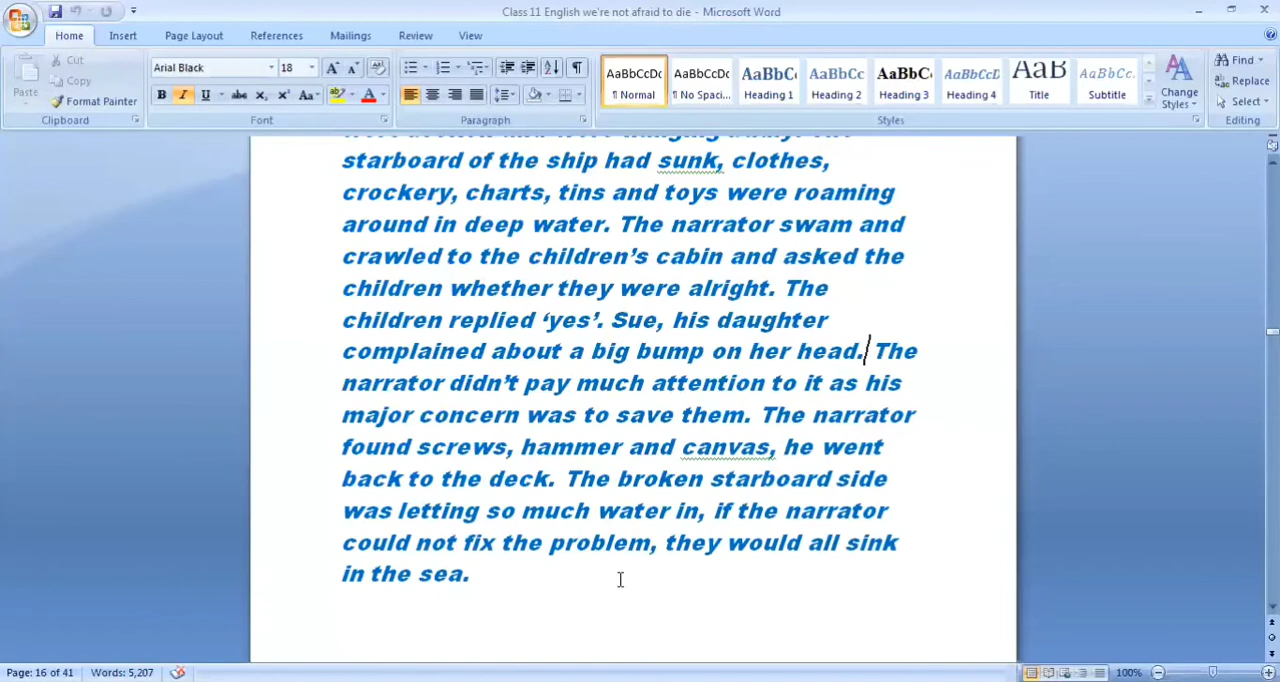 Class 11 English we're not afraid to die - Microsoft Word
Home Insert Page Layout References Mailings Review View
Paste
Cut
Copy
Format Painter
Clipboard
Arial Black 18
Font
Paragraph
AaBbCcDc AaBbCcDc AaBbC AaBbCc AaBbC AaBbCcD AaB AaBbCc.
¶ Normal ¶ No Spaci... Heading 1 Heading 2 Heading 3 Heading 4 Title Subtitle
Change Styles
Styles
Find
Replace
Select
Editing
starboard of the ship had sunk, clothes,
crockery, charts, tins and toys were roaming
around in deep water. The narrator swam and
crawled to the children's cabin and asked the
children whether they were alright. The
children replied ‘yes’. Sue, his daughter
complained about a big bump on her head. The
narrator didn't pay much attention to it as his
major concern was to save them. The narrator
found screws, hammer and canvas, he went
back to the deck. The broken starboard side
was letting so much water in, if the narrator
could not fix the problem, they would all sink
in the sea.
Page: 16 of 41 Words: 5,207 100%